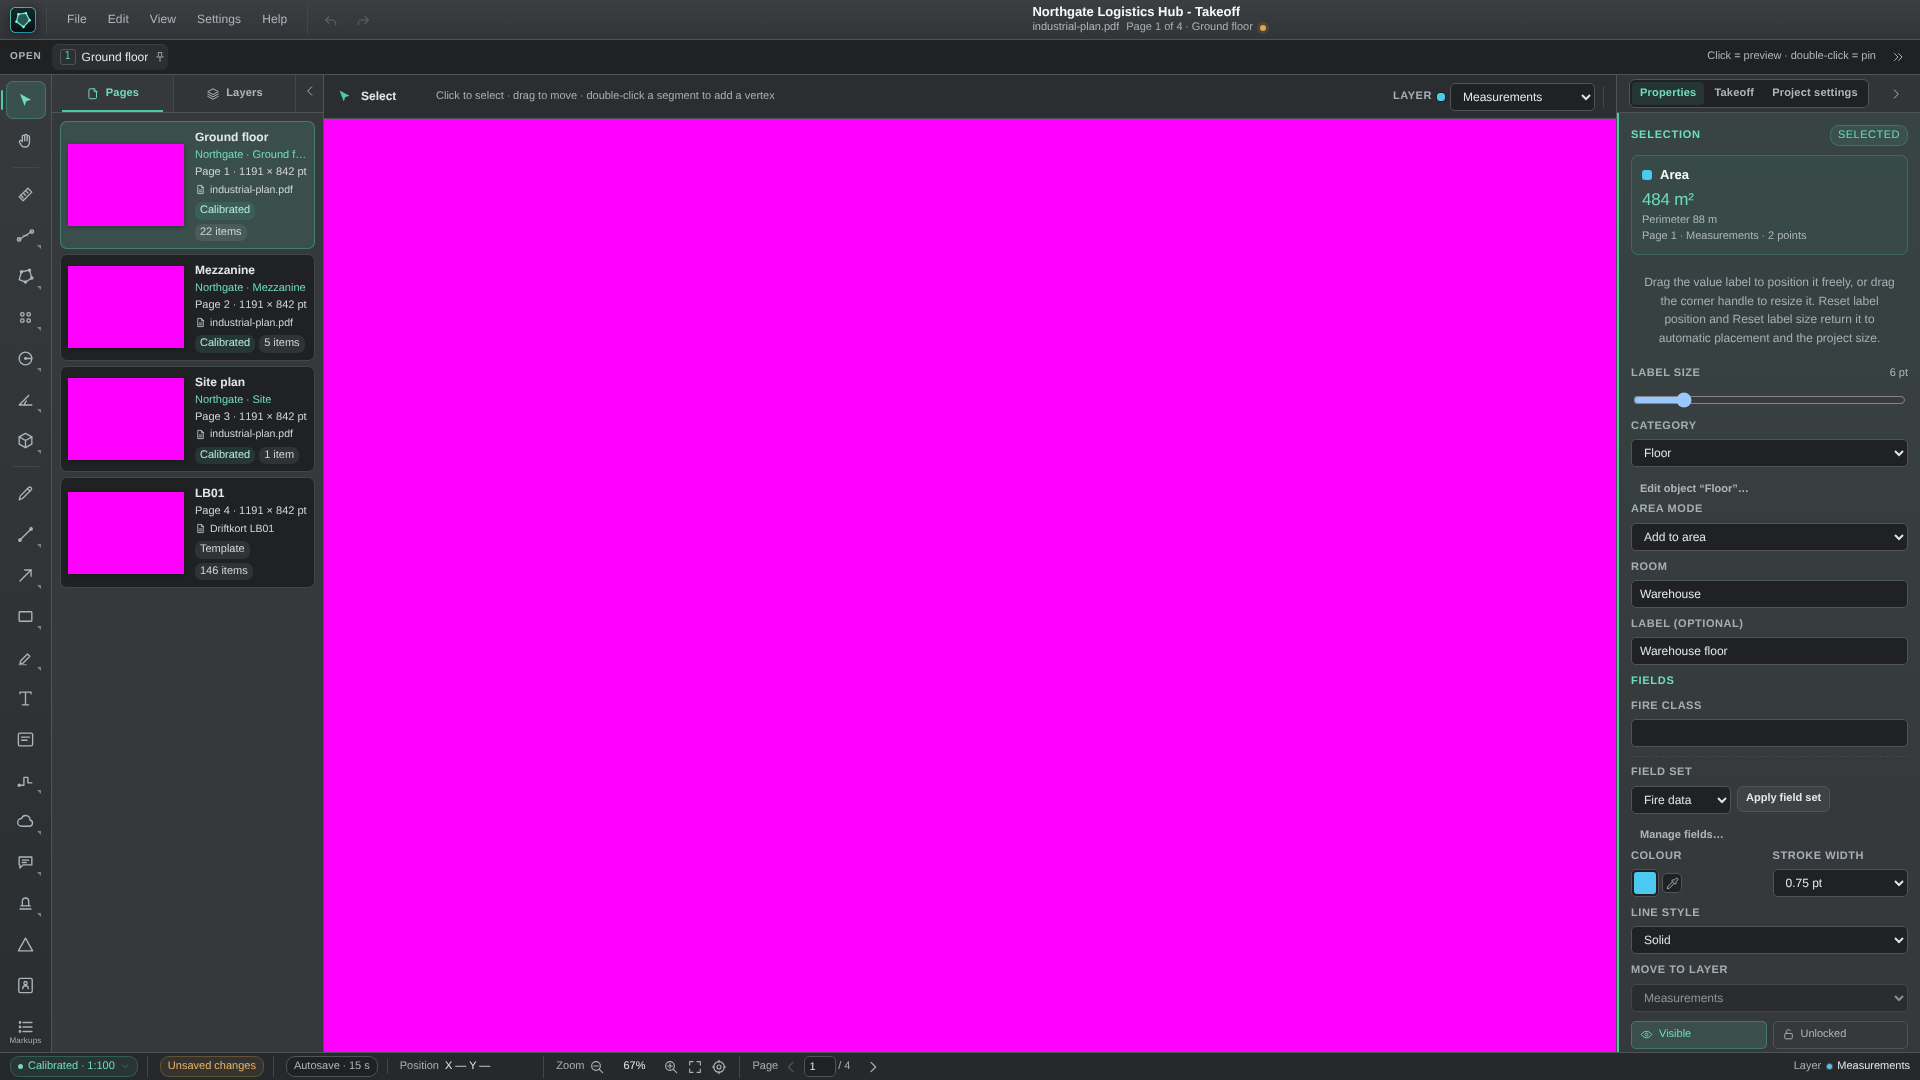 File Edit View Settings Help
Northgate Logistics Hub - Takeoff
industrial-plan.pdf Page 1 of 4 · Ground floor
OPEN 1 Ground floor
Click = preview · double-click = pin
Pages Layers
Select Click to select · drag to move · double-click a segment to add a vertex
LAYER Measurements
Properties Takeoff Project settings
Ground floor
Northgate · Ground f…
Page 1 · 1191 × 842 pt
industrial-plan.pdf
Calibrated
22 items
Mezzanine
Northgate · Mezzanine
Page 2 · 1191 × 842 pt
industrial-plan.pdf
Calibrated 5 items
Site plan
Northgate · Site
Page 3 · 1191 × 842 pt
industrial-plan.pdf
Calibrated 1 item
LB01
Page 4 · 1191 × 842 pt
Driftkort LB01
Template
146 items
Markups
SELECTION SELECTED
Area
484 m²
Perimeter 88 m
Page 1 · Measurements · 2 points
Drag the value label to position it freely, or drag
the corner handle to resize it. Reset label
position and Reset label size return it to
automatic placement and the project size.
LABEL SIZE 6 pt
CATEGORY
Floor
Edit object “Floor”…
AREA MODE
Add to area
ROOM
Warehouse
LABEL (OPTIONAL)
Warehouse floor
FIELDS
FIRE CLASS
FIELD SET
Fire data Apply field set
Manage fields…
COLOUR STROKE WIDTH
0.75 pt
LINE STYLE
Solid
MOVE TO LAYER
Measurements
Visible Unlocked
Calibrated · 1:100 Unsaved changes Autosave · 15 s Position X — Y — Zoom 67% Page 1 / 4 Layer Measurements